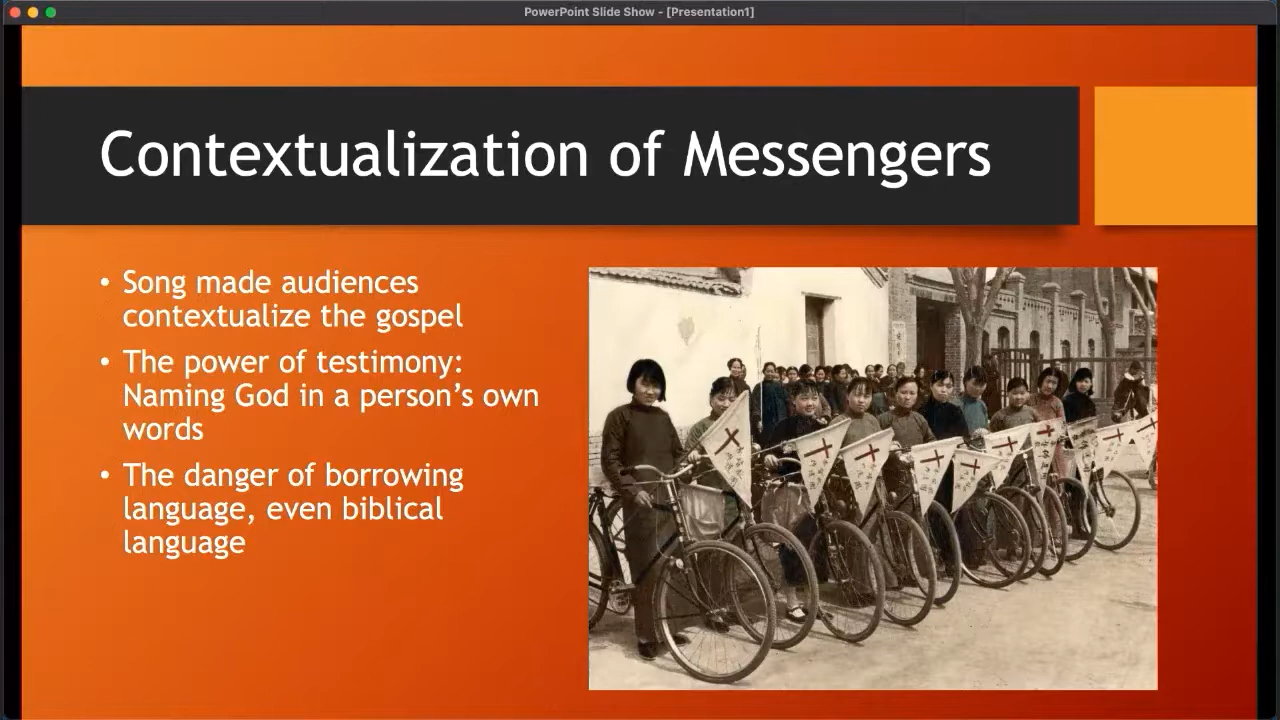 PowerPoint Slide Show - [Presentation1]
Contextualization of Messengers
• Song made audiences
contextualize the gospel
• The power of testimony:
Naming God in a person’s own
words
• The danger of borrowing
language, even biblical
language